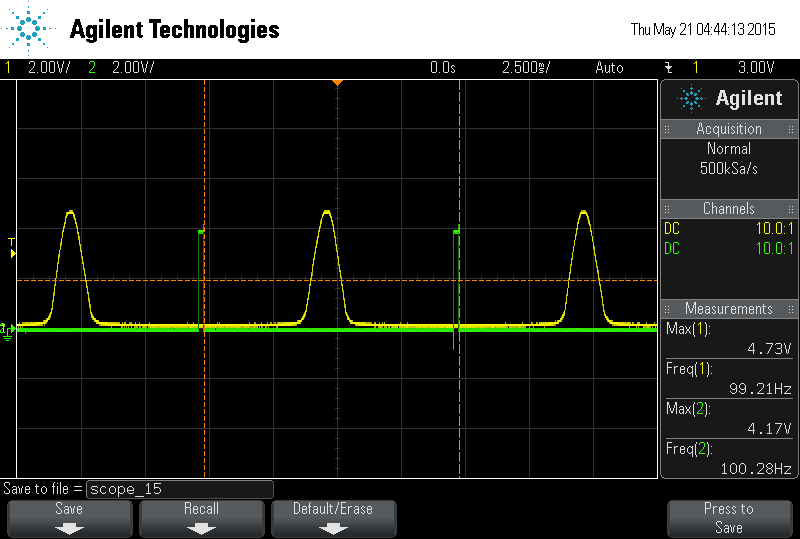 Agilent Technologies
Thu May 21 04:44:13 2015
1 2.00V/ 2 2.00V/ 0.0s 2.500ms/ Auto 1 3.00V
Agilent
Acquisition
Normal
500kSa/s
Channels
DC 10.0:1
DC 10.0:1
Measurements
Max(1):
4.73V
Freq(1):
99.21Hz
Max(2):
4.17V
Freq(2):
100.28Hz
T
2
Save to file = scope_15
Save
Recall
Default/Erase
Press to
Save